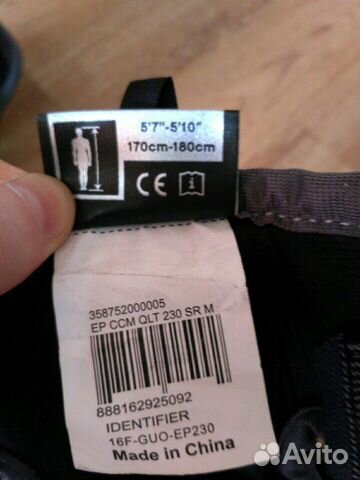 5'7"-5'10"
170cm-180cm
CE i
358752000005
EP CCM QLT 230 SR M
888162925092
IDENTIFIER
16F-GUO-EP230
Made in China
Avito